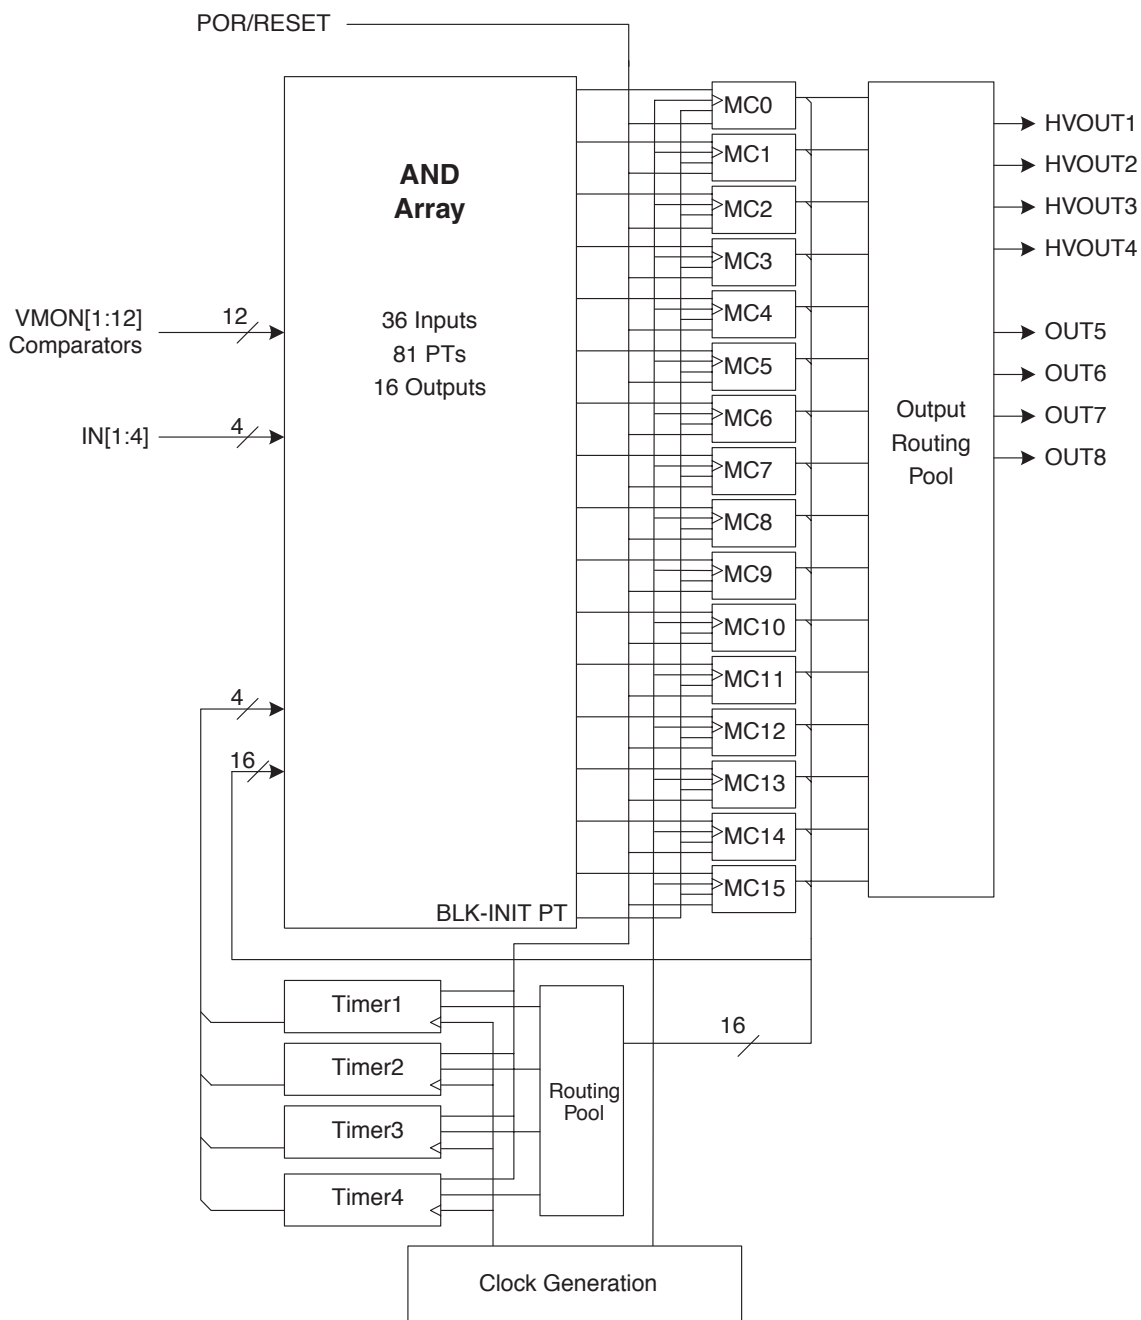 POR/RESET
AND
Array
36 Inputs
81 PTs
16 Outputs
VMON[1:12]
Comparators
12
IN[1:4]
4
4
16
BLK-INIT PT
MC0
MC1
MC2
MC3
MC4
MC5
MC6
MC7
MC8
MC9
MC10
MC11
MC12
MC13
MC14
MC15
Output
Routing
Pool
HVOUT1
HVOUT2
HVOUT3
HVOUT4
OUT5
OUT6
OUT7
OUT8
Timer1
Timer2
Timer3
Timer4
Routing
Pool
16
Clock Generation